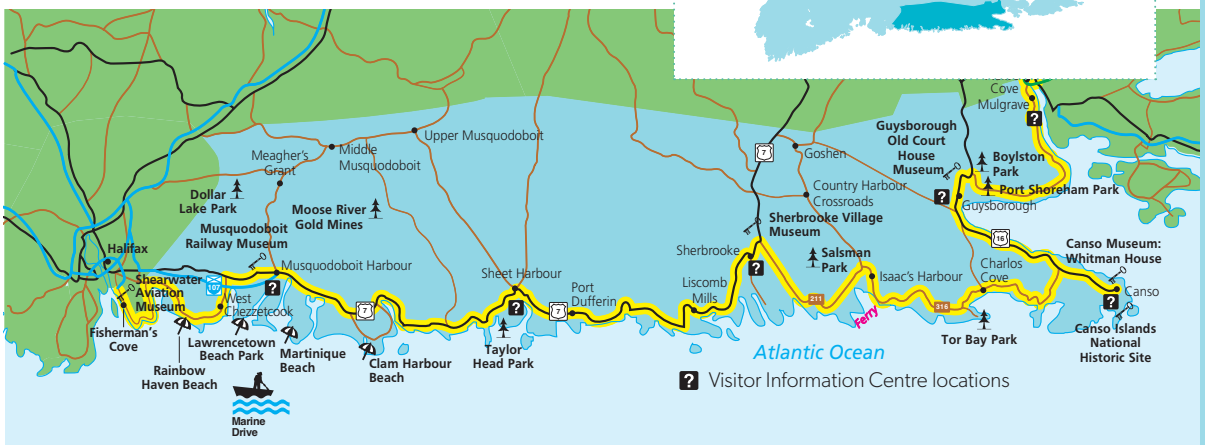 Cove
Mulgrave
?
Guysborough
Old Court
House
Museum
Boylston
Park
Port Shoreham Park
?
Guysborough
16
Canso Museum:
Whitman House
Charlos
Cove
Canso
?
Canso Islands
National
Historic Site
Tor Bay Park
316
Isaac's Harbour
Ferry
211
Salsman
Park
Goshen
Country Harbour
Crossroads
7
Sherbrooke Village
Museum
Sherbrooke
?
Liscomb
Mills
Port
Dufferin
7
Sheet Harbour
?
Taylor
Head Park
Upper Musquodoboit
Middle
Musquodoboit
Meagher's
Grant
Dollar
Lake Park
Moose River
Gold Mines
Musquodoboit
Railway Museum
Musquodoboit Harbour
?
7
Clam Harbour
Beach
Martinique
Beach
Halifax
Shearwater
Aviation
Museum
107
West
Chezzetcook
Fisherman's
Cove
Lawrencetown
Beach Park
Rainbow
Haven Beach
Marine
Drive
Atlantic Ocean
? Visitor Information Centre locations